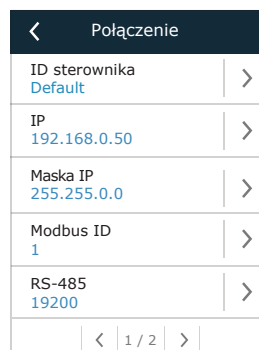 Połączenie
ID sterownika
Default
IP
192.168.0.50
Maska IP
255.255.0.0
Modbus ID
1
RS-485
19200
1 / 2